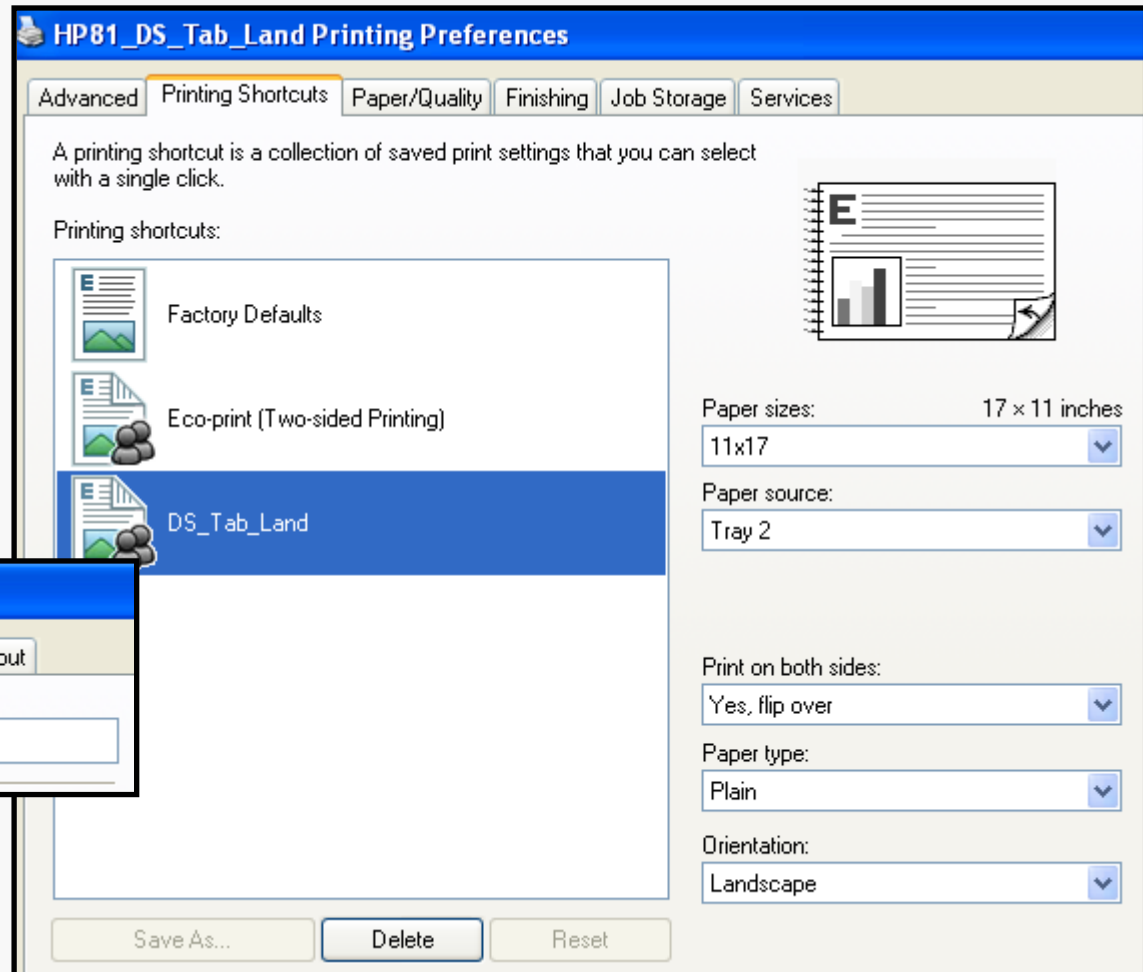 HP81_DS_Tab_Land Printing Preferences
Advanced Printing Shortcuts Paper/Quality Finishing Job Storage Services
A printing shortcut is a collection of saved print settings that you can select
with a single click.
Printing shortcuts:
E
Factory Defaults
E
Eco-print (Two-sided Printing)
E
DS_Tab_Land
E
Paper sizes: 17 × 11 inches
11x17
Paper source:
Tray 2
Print on both sides:
Yes, flip over
Paper type:
Plain
Orientation:
Landscape
Save As... Delete Reset